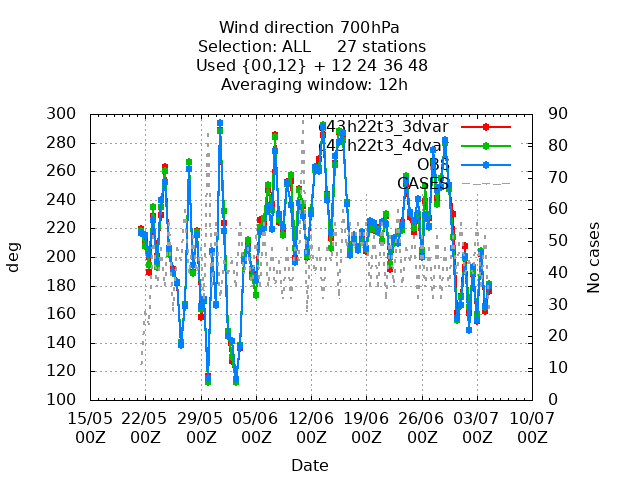 Wind direction 700hPa
Selection: ALL 27 stations
Used {00,12} + 12 24 36 48
Averaging window: 12h
deg
300
280
260
240
220
200
180
160
140
120
100
43h22t3_3dvar
43h22t3_4dvar
OBS
CASES
90
80
70
60
50
40
30
20
10
0
No cases
15/05 22/05 29/05 05/06 12/06 19/06 26/06 03/07 10/07
00Z 00Z 00Z 00Z 00Z 00Z 00Z 00Z 00Z
Date